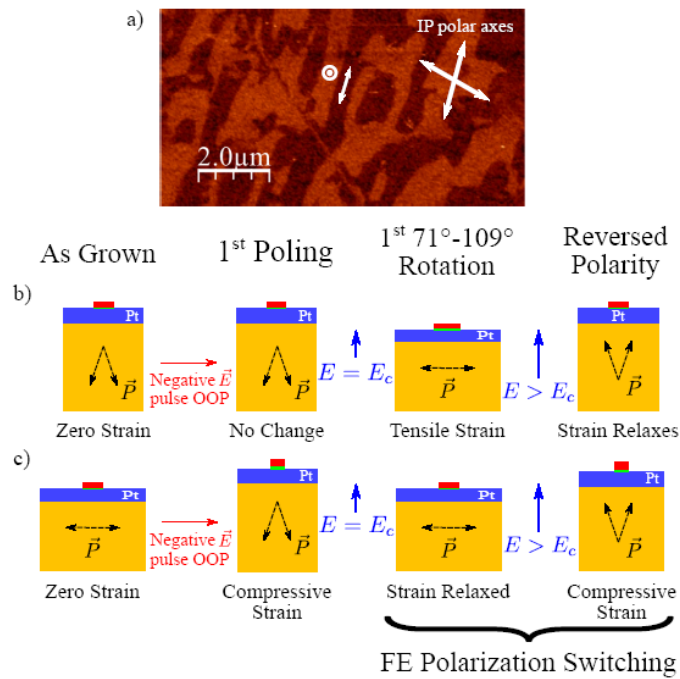 a)
IP polar axes
2.0μm
As Grown
1st Poling
1st 71°-109°
Rotation
Reversed
Polarity
b)
Pt
Pt
Pt
Pt
P⃗
P⃗
P⃗
P⃗
Negative E⃗
pulse OOP
E = Ec
E > Ec
Zero Strain
No Change
Tensile Strain
Strain Relaxes
c)
Pt
Pt
Pt
Pt
P⃗
P⃗
P⃗
P⃗
Negative E⃗
pulse OOP
E = Ec
E > Ec
Zero Strain
Compressive
Strain
Strain Relaxed
Compressive
Strain
FE Polarization Switching